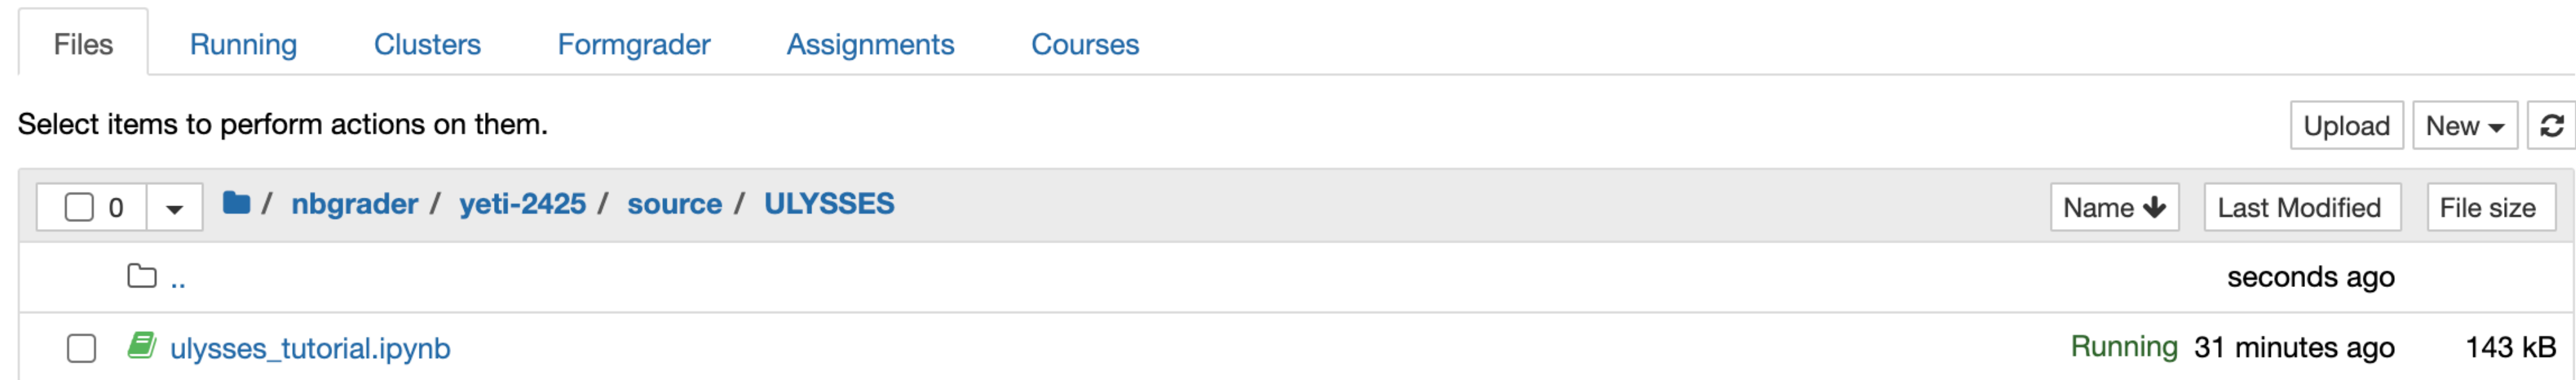 Files Running Clusters Formgrader Assignments Courses
Select items to perform actions on them. Upload New
0 / nbgrader / yeti-2425 / source / ULYSSES Name Last Modified File size
.. seconds ago
ulysses_tutorial.ipynb Running 31 minutes ago 143 kB